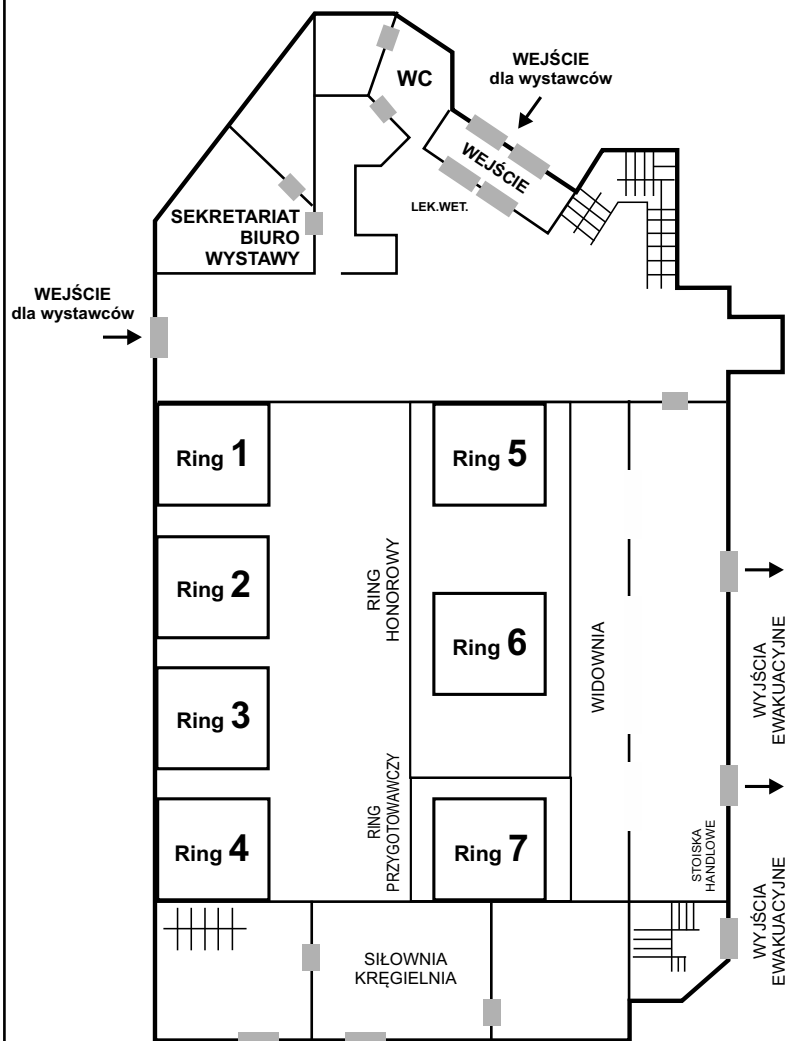 WC
WEJŚCIE
dla wystawców
WEJŚCIE
LEK.WET.
SEKRETARIAT
BIURO
WYSTAWY
WEJŚCIE
dla wystawców
Ring 1
Ring 5
Ring 2
RING
HONOROWY
Ring 6
WIDOWNIA
WYJŚCIA
EWAKUACYJNE
Ring 3
Ring 4
RING
PRZYGOTOWAWCZY
Ring 7
STOISKA
HANDLOWE
WYJŚCIA
EWAKUACYJNE
SIŁOWNIA
KRĘGIELNIA